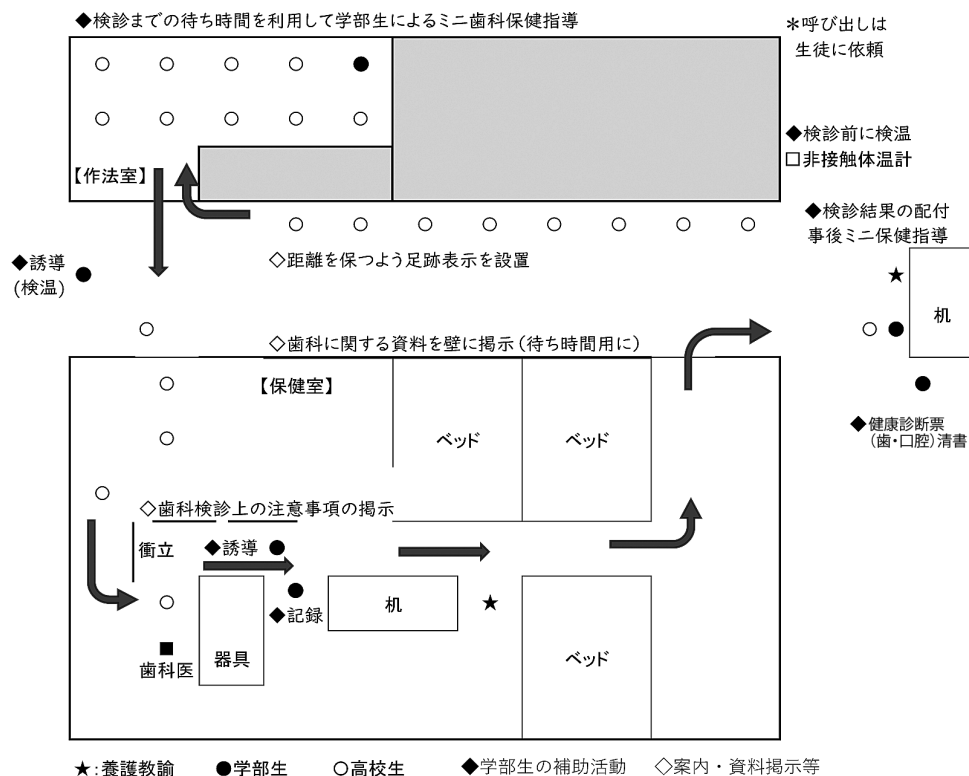 ◆検診までの待ち時間を利用して学部生によるミニ歯科保健指導
＊呼び出しは
生徒に依頼
◆検診前に検温
□非接触体温計
【作法室】
◆検診結果の配付
事後ミニ保健指導
◇距離を保つよう足跡表示を設置
◆誘導
(検温)
机
◇歯科に関する資料を壁に掲示(待ち時間用に)
【保健室】
ベッド
ベッド
◆健康診断票
(歯・口腔)清書
◇歯科検診上の注意事項の掲示
衝立
◆誘導
◆記録
机
歯科医
器具
ベッド
★:養護教諭 ●学部生 ○高校生 ◆学部生の補助活動 ◇案内・資料掲示等